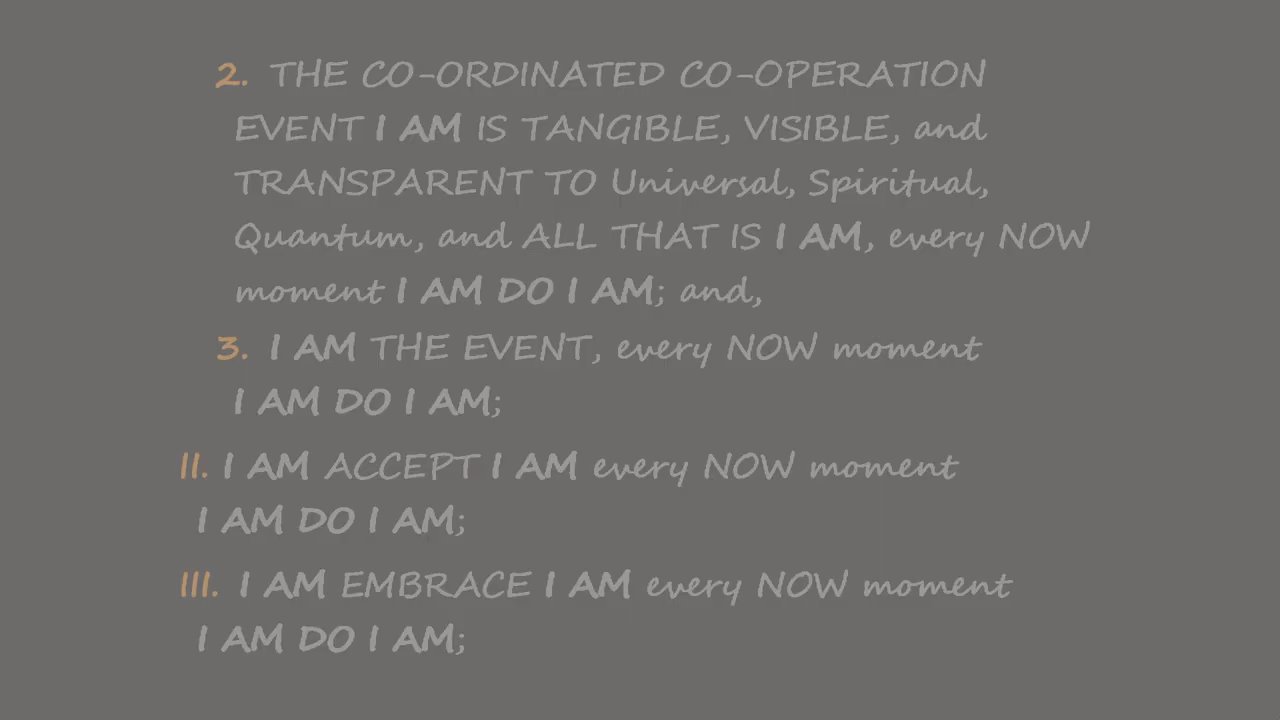 2. THE CO-ORDINATED CO-OPERATION
EVENT I AM IS TANGIBLE, VISIBLE, and
TRANSPARENT TO Universal, Spiritual,
Quantum, and ALL THAT IS I AM, every NOW
moment I AM DO I AM; and,
3. I AM THE EVENT, every NOW moment
I AM DO I AM;
II. I AM ACCEPT I AM every NOW moment
I AM DO I AM;
III. I AM EMBRACE I AM every NOW moment
I AM DO I AM;